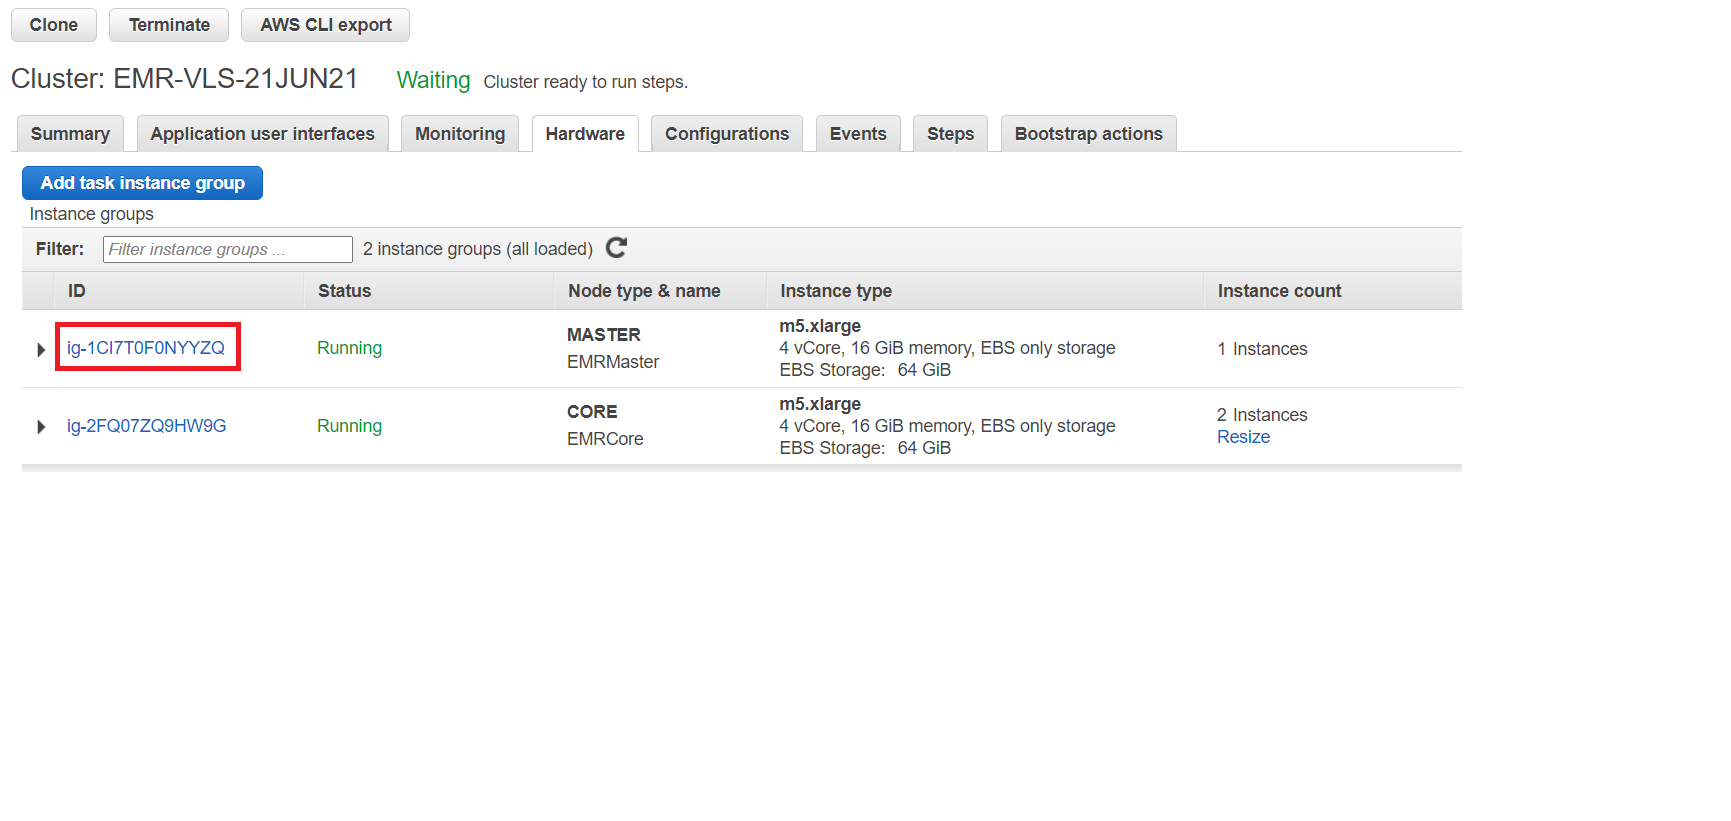 Clone Terminate AWS CLI export
Cluster: EMR-VLS-21JUN21 Waiting Cluster ready to run steps.
Summary Application user interfaces Monitoring Hardware Configurations Events Steps Bootstrap actions
Add task instance group
Instance groups
Filter: Filter instance groups ... 2 instance groups (all loaded)
ID Status Node type & name Instance type Instance count
ig-1CI7T0F0NYYZQ Running MASTER EMRMaster m5.xlarge
4 vCore, 16 GiB memory, EBS only storage
EBS Storage: 64 GiB
1 Instances
ig-2FQ07ZQ9HW9G Running CORE EMRCore m5.xlarge
4 vCore, 16 GiB memory, EBS only storage
EBS Storage: 64 GiB
2 Instances
Resize